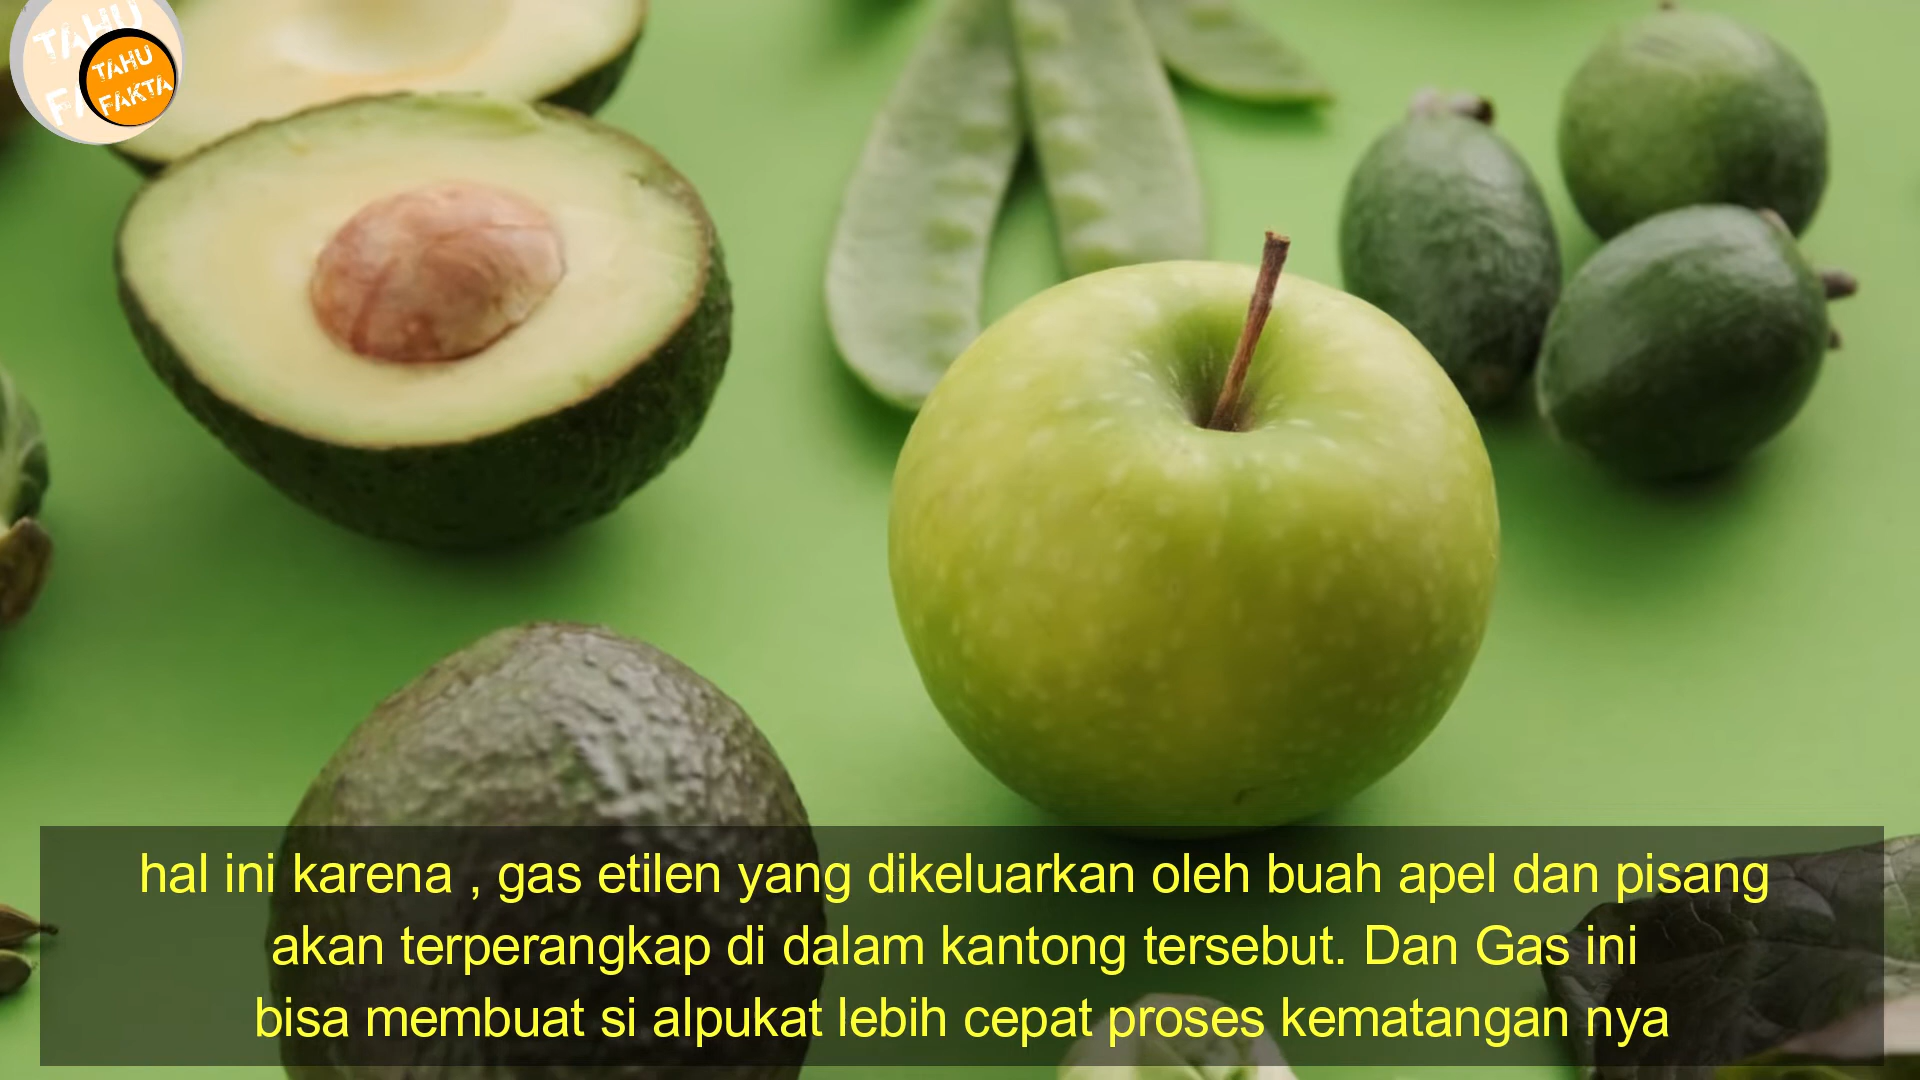 TAHU
FAKTA
hal ini karena , gas etilen yang dikeluarkan oleh buah apel dan pisang
akan terperangkap di dalam kantong tersebut. Dan Gas ini
bisa membuat si alpukat lebih cepat proses kematangan nya